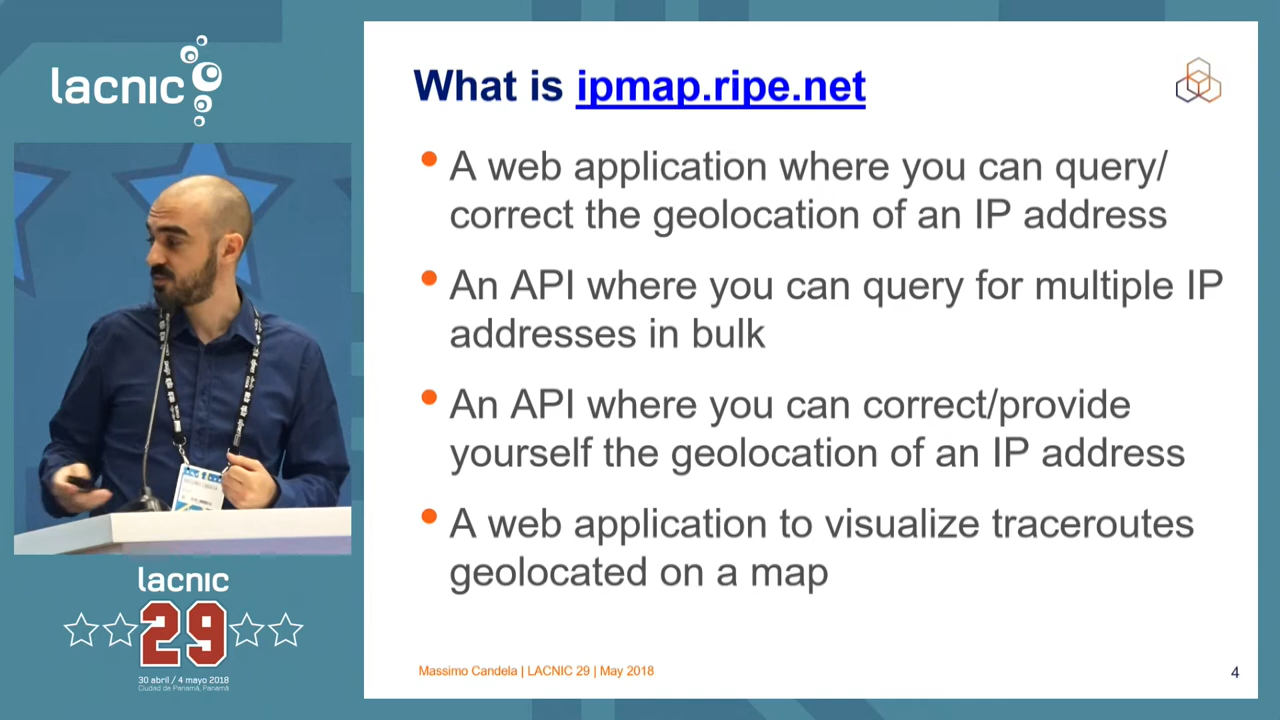 lacnic
What is ipmap.ripe.net
A web application where you can query/
correct the geolocation of an IP address
An API where you can query for multiple IP
addresses in bulk
An API where you can correct/provide
yourself the geolocation of an IP address
A web application to visualize traceroutes
geolocated on a map
Massimo Candela | LACNIC 29 | May 2018
4
lacnic
29
30 abril / 4 mayo 2018
Ciudad de Panamá, Panamá